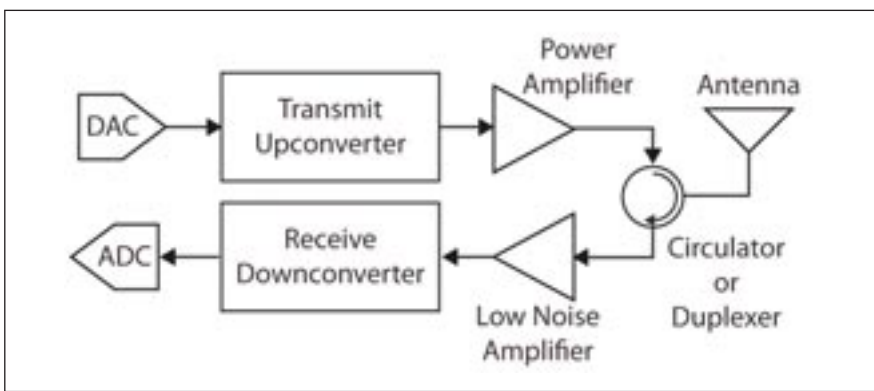 Power
Amplifier
Antenna
DAC
Transmit
Upconverter
ADC
Receive
Downconverter
Circulator
or
Duplexer
Low Noise
Amplifier